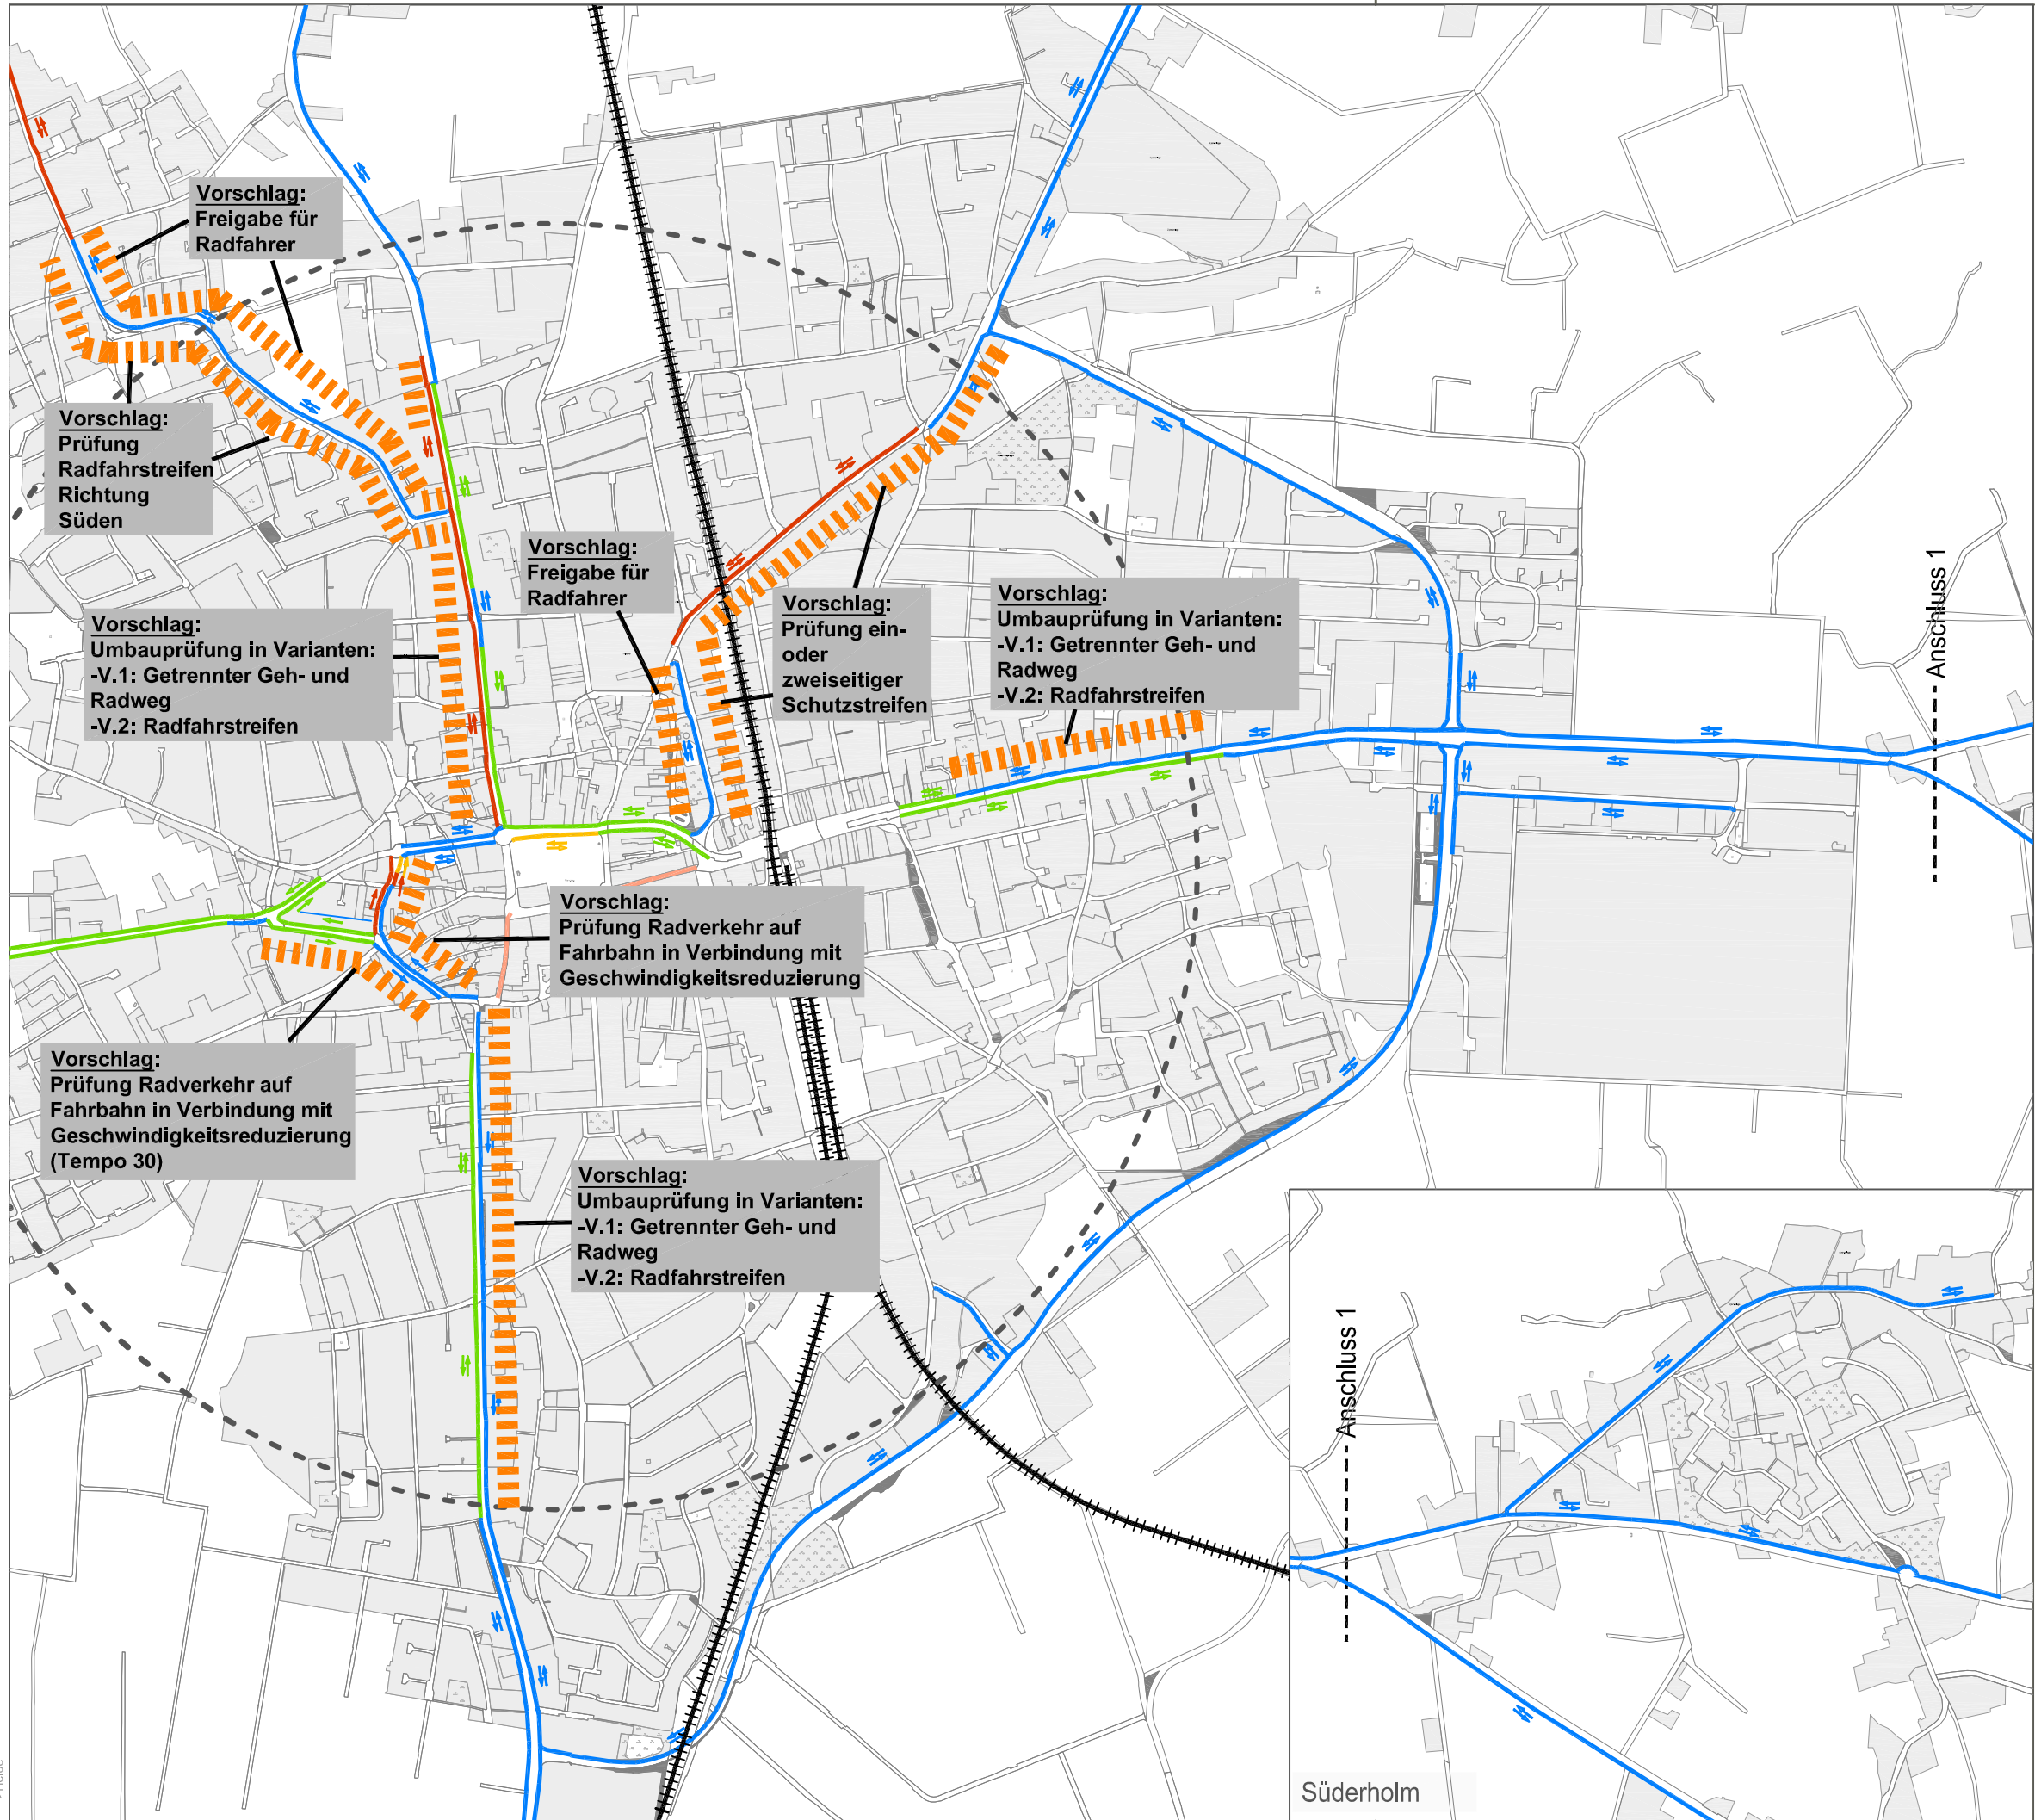 Vorschlag:
Freigabe für
Radfahrer
Vorschlag:
Prüfung
Radfahrstreifen
Richtung
Süden
Vorschlag:
Freigabe für
Radfahrer
Vorschlag:
Prüfung ein-
oder
zweiseitiger
Schutzstreifen
Vorschlag:
Umbauprüfung in Varianten:
-V.1: Getrennter Geh- und
Radweg
-V.2: Radfahrstreifen
Anschluss 1
Vorschlag:
Umbauprüfung in Varianten:
-V.1: Getrennter Geh- und
Radweg
-V.2: Radfahrstreifen
Vorschlag:
Prüfung Radverkehr auf
Fahrbahn in Verbindung mit
Geschwindigkeitsreduzierung
Vorschlag:
Prüfung Radverkehr auf
Fahrbahn in Verbindung mit
Geschwindigkeitsreduzierung
(Tempo 30)
Vorschlag:
Umbauprüfung in Varianten:
-V.1: Getrennter Geh- und
Radweg
-V.2: Radfahrstreifen
Anschluss 1
Süderholm